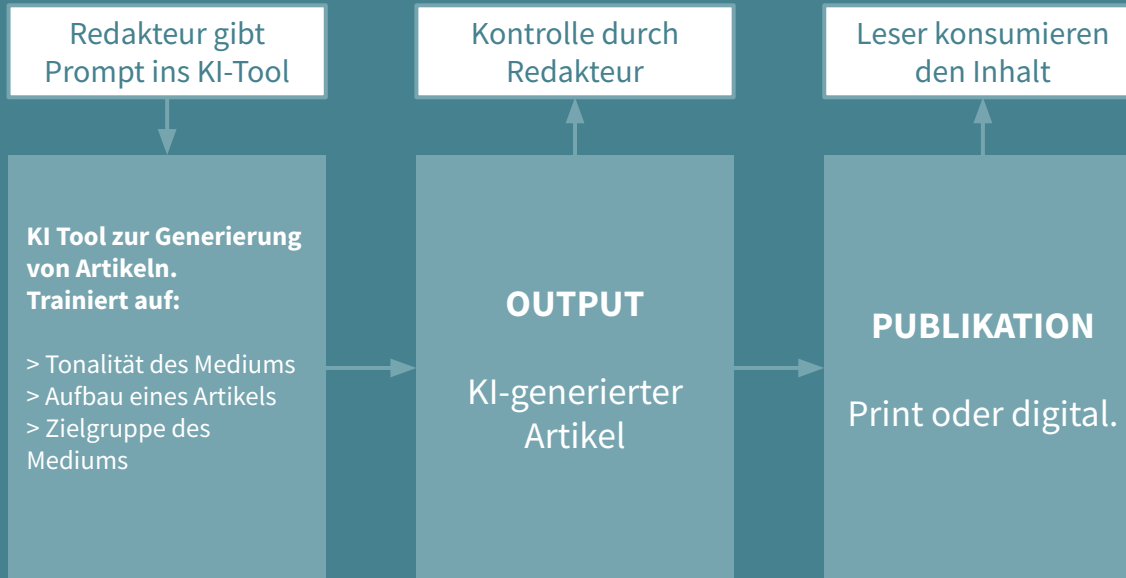 Redakteur gibt
Prompt ins KI-Tool
Kontrolle durch
Redakteur
Leser konsumieren
den Inhalt
KI Tool zur Generierung
von Artikeln.
Trainiert auf:
> Tonalität des Mediums
> Aufbau eines Artikels
> Zielgruppe des
Mediums
OUTPUT
KI-generierter
Artikel
PUBLIKATION
Print oder digital.